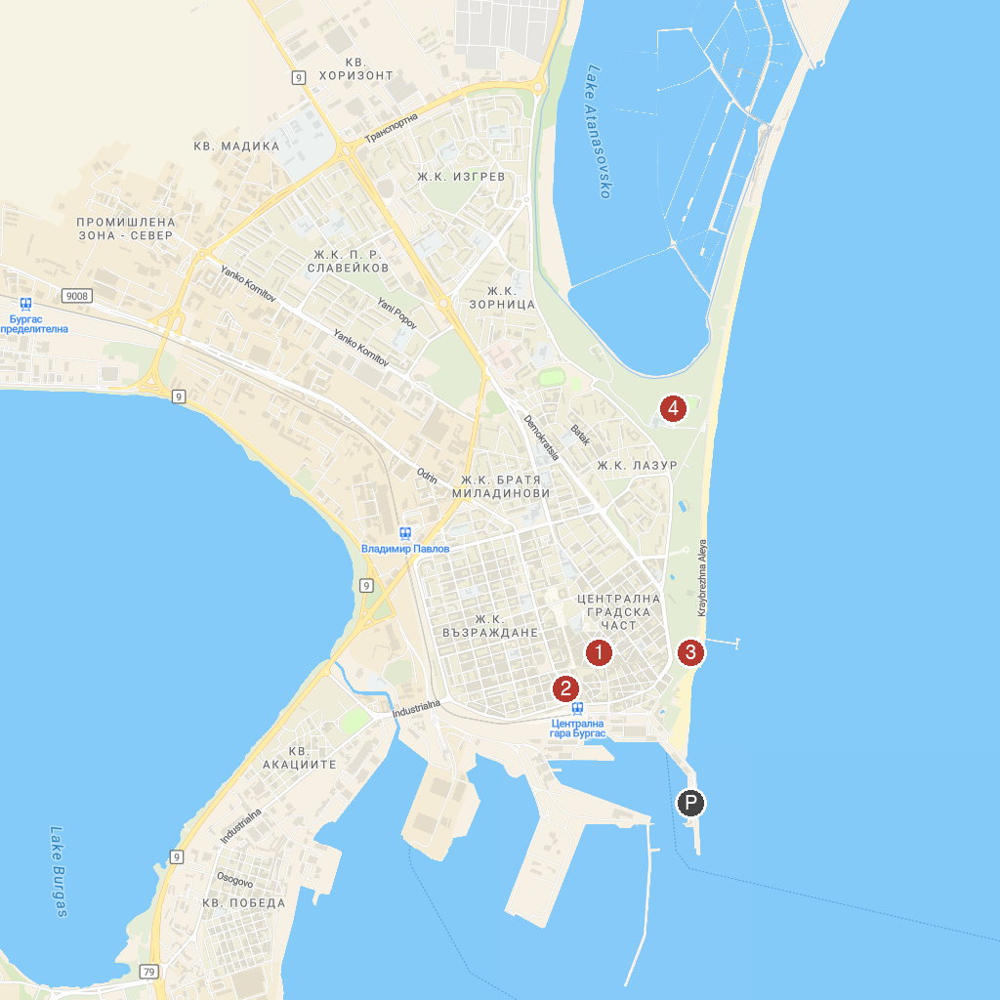 КВ.
ХОРИЗОНТ
9
Lake Atanasovsko
Транспортна
КВ. МАДИКА
Ж.К. ИЗГРЕВ
ПРОМИШЛЕНА
ЗОНА - СЕВЕР
Ж.К. П. Р.
СЛАВЕЙКОВ
Yanko Komitov
9008
Ж.К.
ЗОРНИЦА
Yani Popov
Бургас
пределителна
Yanko Komitov
9
4
Demokratsia
Batak
Ж.К. ЛАЗУР
Odrin
Ж.К. БРАТЯ
МИЛАДИНОВИ
Владимир Павлов
Kraybrezhna Aleya
9
ЦЕНТРАЛНА
ГРАДСКА
ЧАСТ
Ж.К.
ВЪЗРАЖДАНЕ
1
3
2
Industrialna
Централна
гара Бургас
КВ.
АКАЦИИТЕ
P
Industrialna
Lake Burgas
9
Osogovo
КВ. ПОБЕДА
79